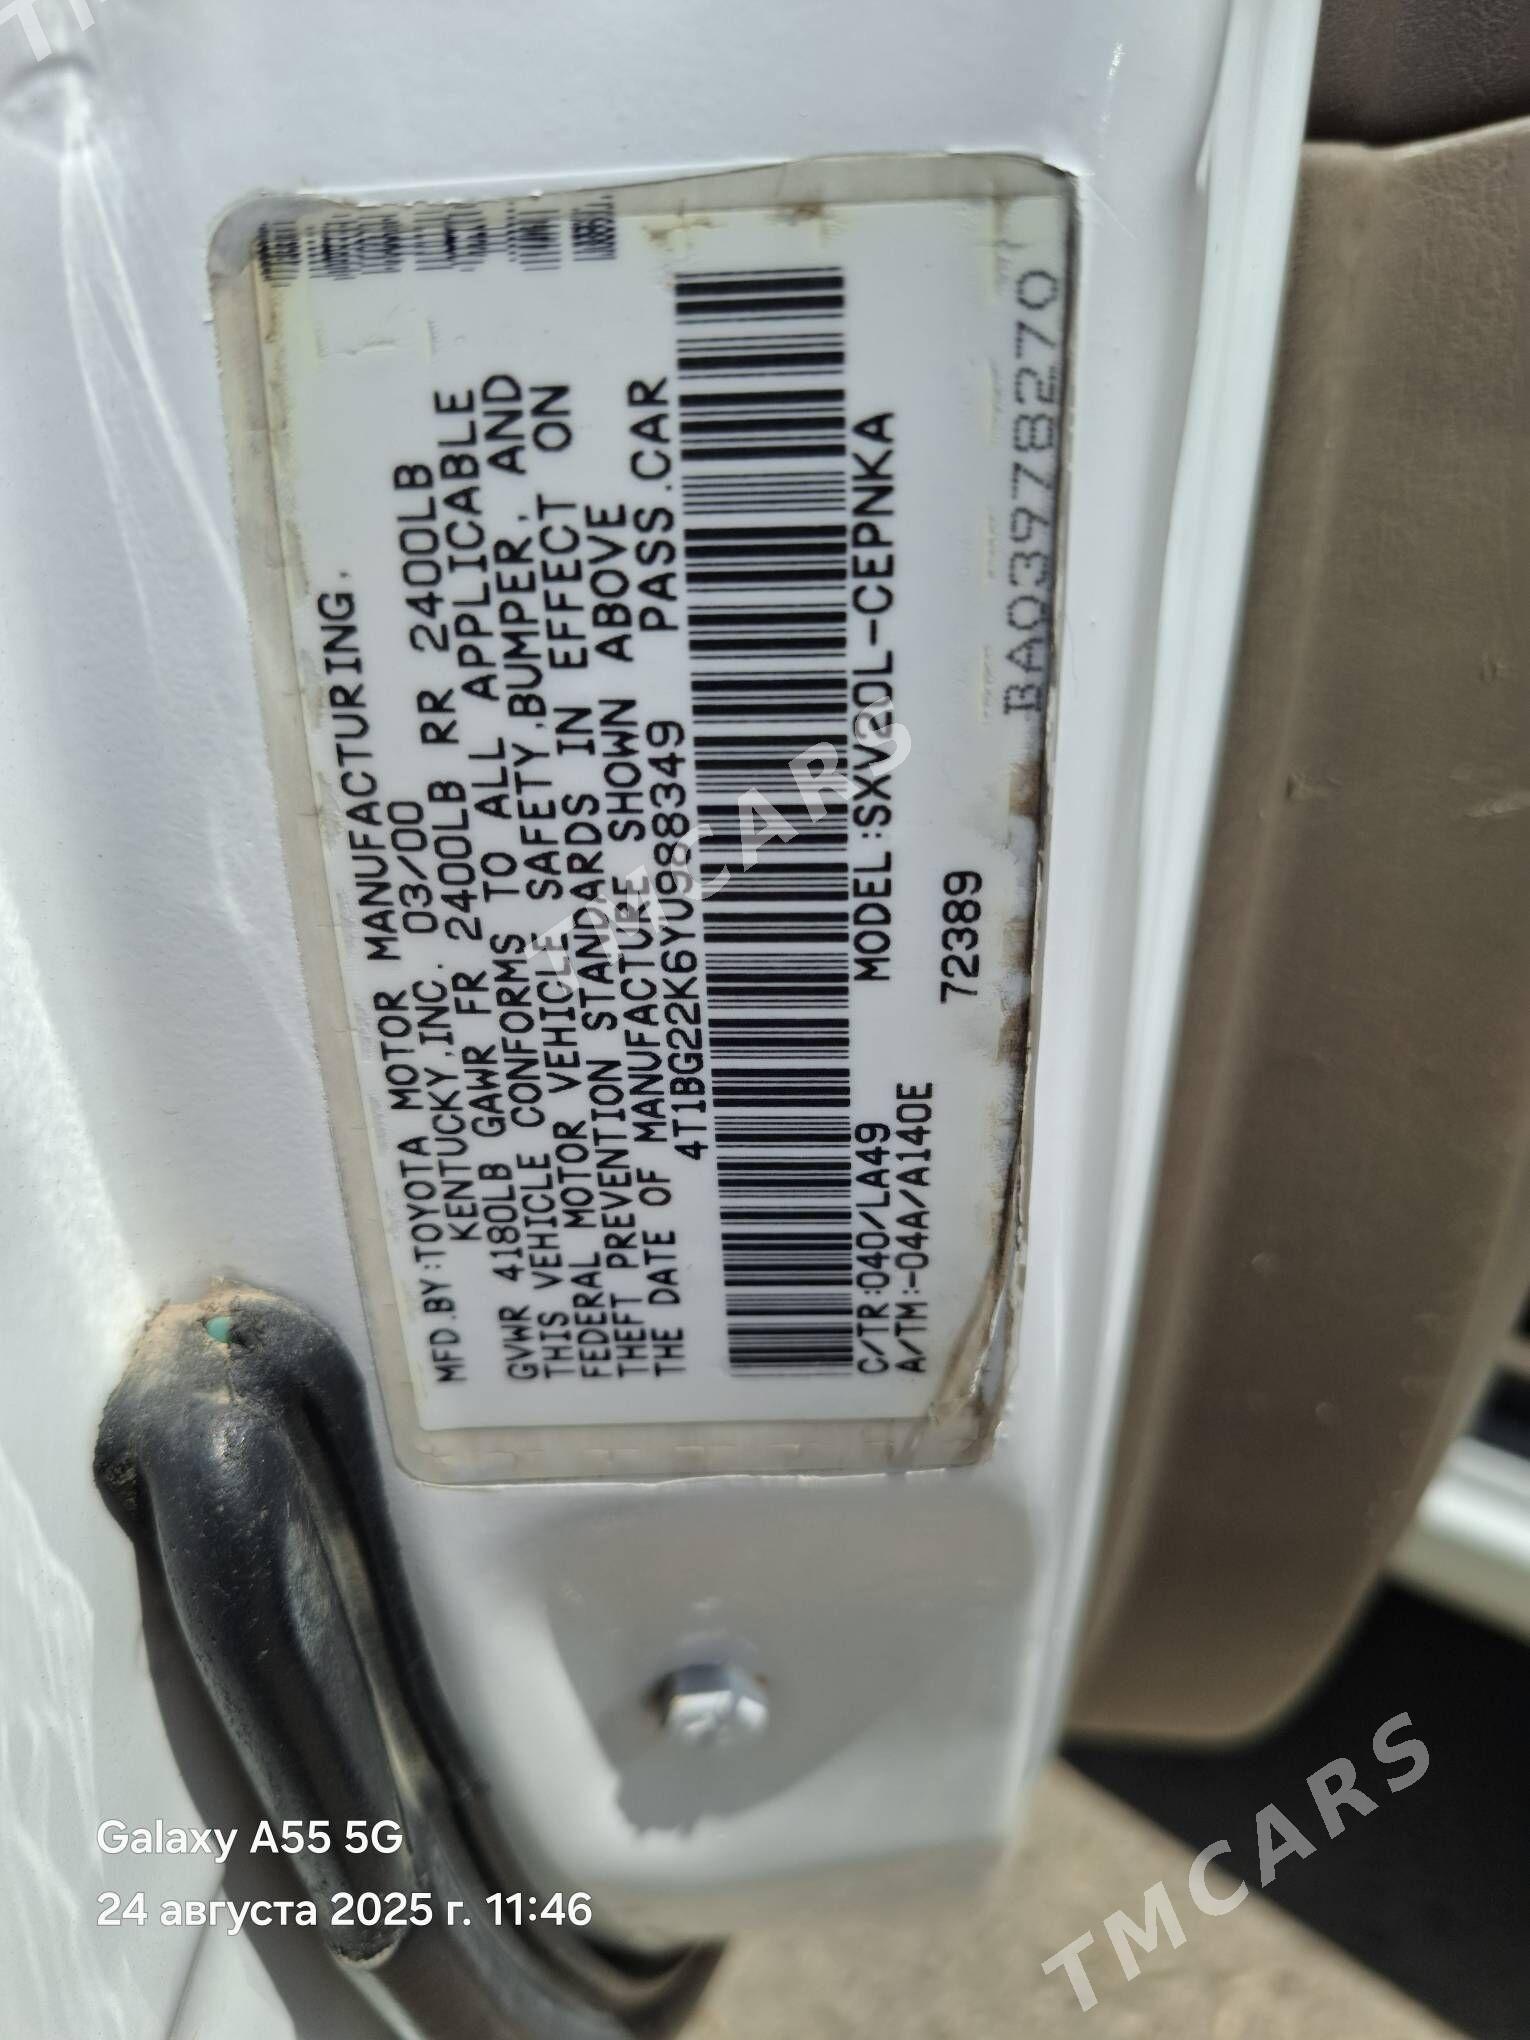 MFD.BY:TOYOTA MOTOR MANUFACTURING,
KENTUCKY,INC. 03/00
GVWR 4180LB GAWR FR 2400LB RR 2400LB
THIS VEHICLE CONFORMS TO ALL APPLICABLE
FEDERAL MOTOR VEHICLE SAFETY,BUMPER, AND
THEFT PREVENTION STANDARDS IN EFFECT ON
THE DATE OF MANUFACTURE SHOWN ABOVE
4T1BG22K6YU988349 PASS.CAR
MODEL:SXV20L-CEPNKA
C/TR:040/LA49
A/TM:-04A/A140E
72389
BA03978270
TMCARS
TMCARS
Galaxy A55 5G
24 августа 2025 г. 11:46